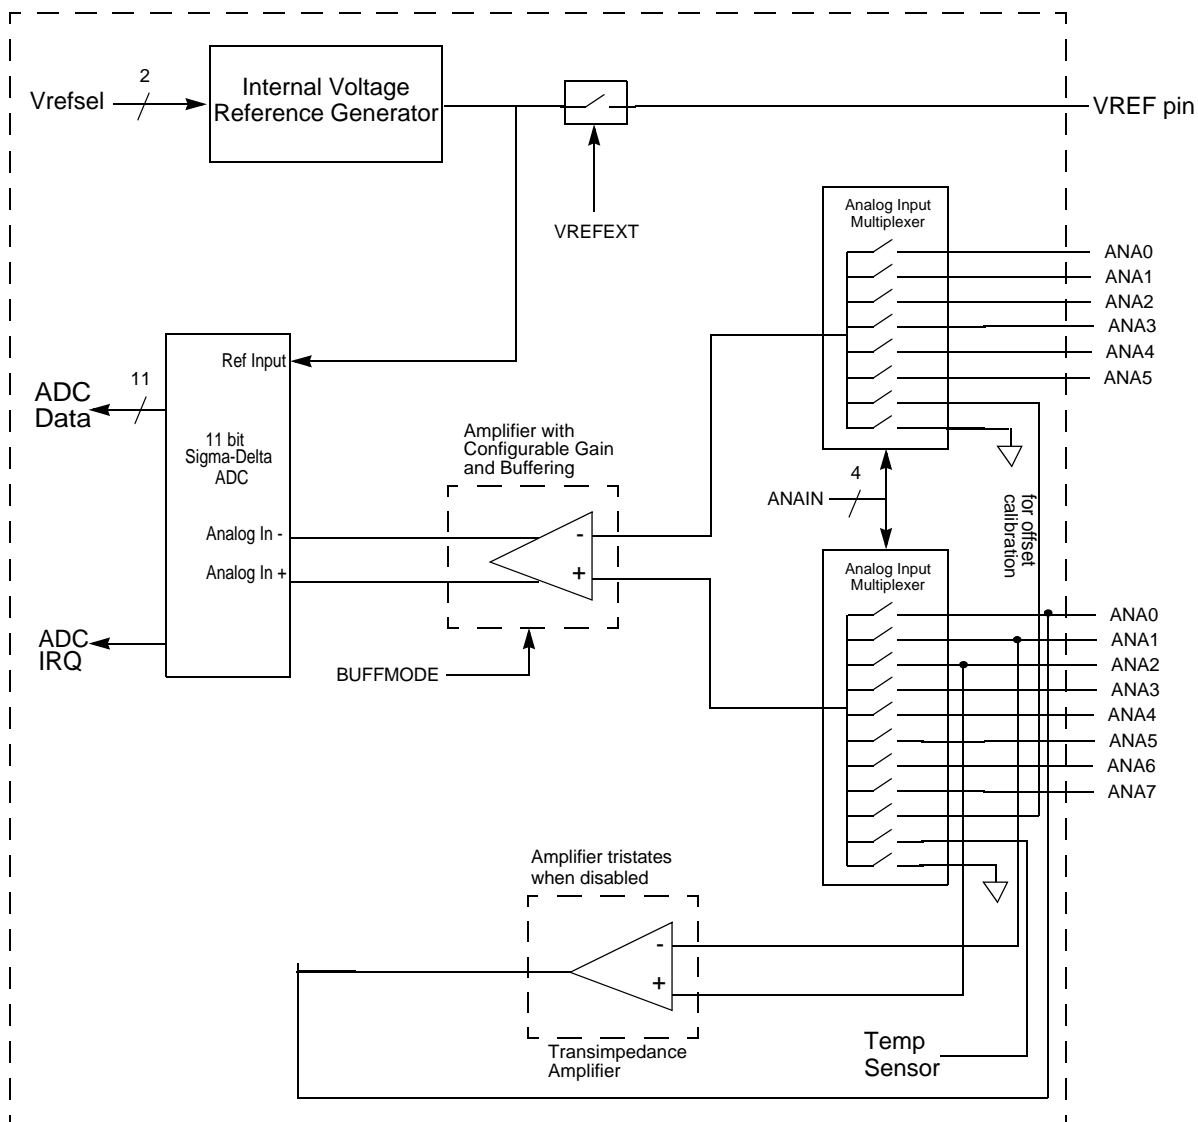 Vrefsel
2
Internal Voltage
Reference Generator
VREF pin
VREFEXT
Analog Input
Multiplexer
ANA0
ANA1
ANA2
ANA3
ANA4
ANA5
Ref Input
11
ADC
Data
11 bit
Sigma-Delta
ADC
Amplifier with
Configurable Gain
and Buffering
4
ANAIN
for offset
calibration
Analog In -
Analog In +
-
+
Analog Input
Multiplexer
ADC
IRQ
BUFFMODE
ANA0
ANA1
ANA2
ANA3
ANA4
ANA5
ANA6
ANA7
Amplifier tristates
when disabled
-
+
Transimpedance
Amplifier
Temp
Sensor